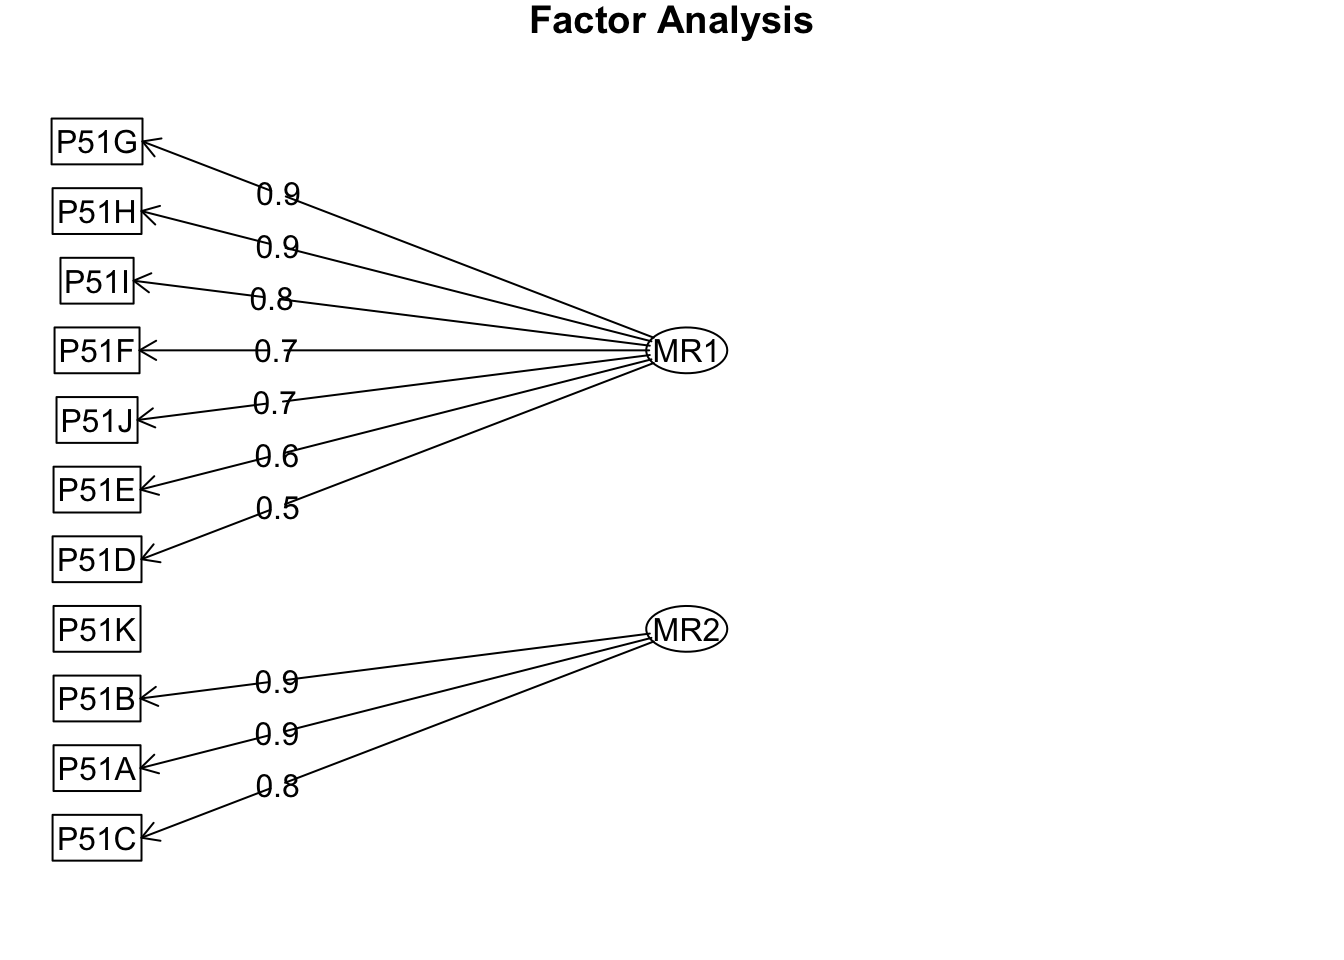 Factor Analysis
P51G
0.9
P51H
0.9
P51I
0.8
P51F
0.7
MR1
P51J
0.7
P51E
0.6
P51D
0.5
P51K
MR2
P51B
0.9
P51A
0.9
P51C
0.8